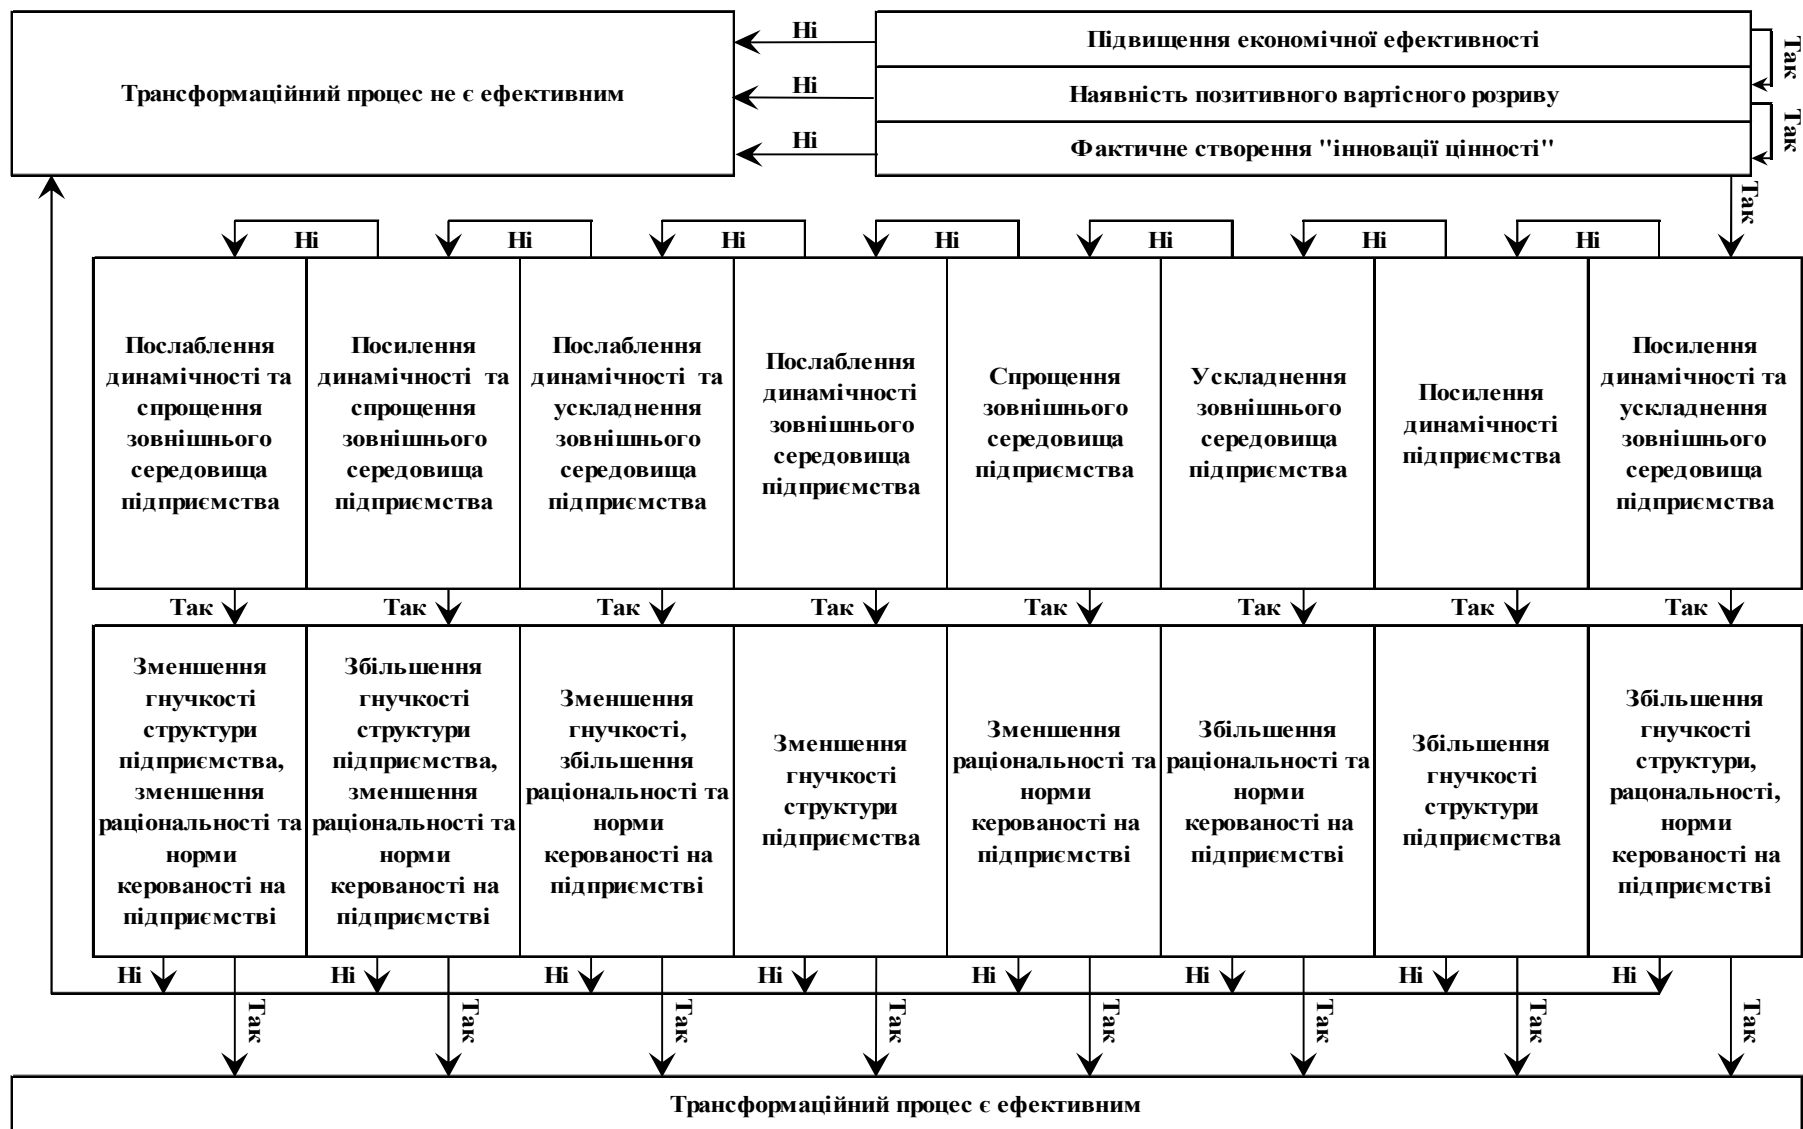 Трансформаційний процес не є ефективним
Ні
Підвищення економічної ефективності
Так
Ні
Наявність позитивного вартісного розриву
Так
Ні
Фактичне створення "інновації цінності"
Так
Ні
Ні
Ні
Ні
Ні
Ні
Ні
Послаблення
динамічності та
спрощення
зовнішнього
середовища
підприємства
Посилення
динамічності та
спрощення
зовнішнього
середовища
підприємства
Послаблення
динамічності та
ускладнення
зовнішнього
середовища
підприємства
Послаблення
динамічності
зовнішнього
середовища
підприємства
Спрощення
зовнішнього
середовища
підприємства
Ускладнення
зовнішнього
середовища
підприємства
Посилення
динамічності
підприємства
Посилення
динамічності та
ускладнення
зовнішнього
середовища
підприємства
Так
Так
Так
Так
Так
Так
Так
Так
Зменшення
гнучкості
структури
підприємства,
зменшення
раціональності та
норми
керованості на
підприємстві
Збільшення
гнучкості
структури
підприємства,
зменшення
раціональності та
норми
керованості на
підприємстві
Зменшення
гнучкості,
збільшення
раціональності та
норми
керованості на
підприємстві
Зменшення
гнучкості
структури
підприємства
Зменшення
раціональності та
норми
керованості на
підприємстві
Збільшення
раціональності та
норми
керованості на
підприємстві
Збільшення
гнучкості
структури
підприємства
Збільшення
гнучкості
структури,
рацональності,
норми
керованості на
підприємстві
Ні
Ні
Ні
Ні
Ні
Ні
Ні
Ні
Так
Так
Так
Так
Так
Так
Так
Так
Трансформаційний процес є ефективним